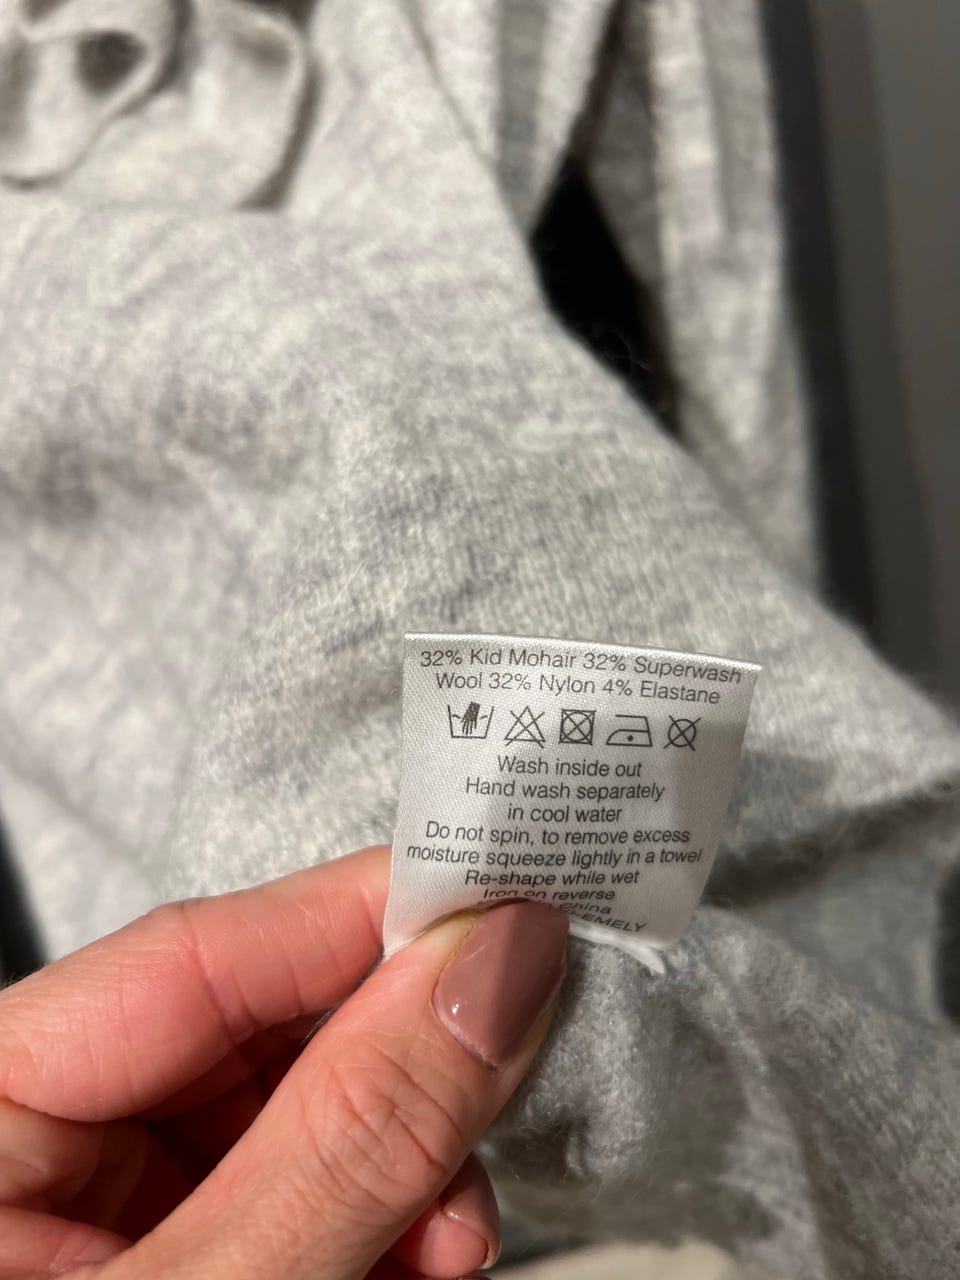 32% Kid Mohair 32% Superwash
Wool 32% Nylon 4% Elastane
Wash inside out
Hand wash separately
in cool water
Do not spin, to remove excess
moisture squeeze lightly in a towel
Re-shape while wet
Iron on reverse
China